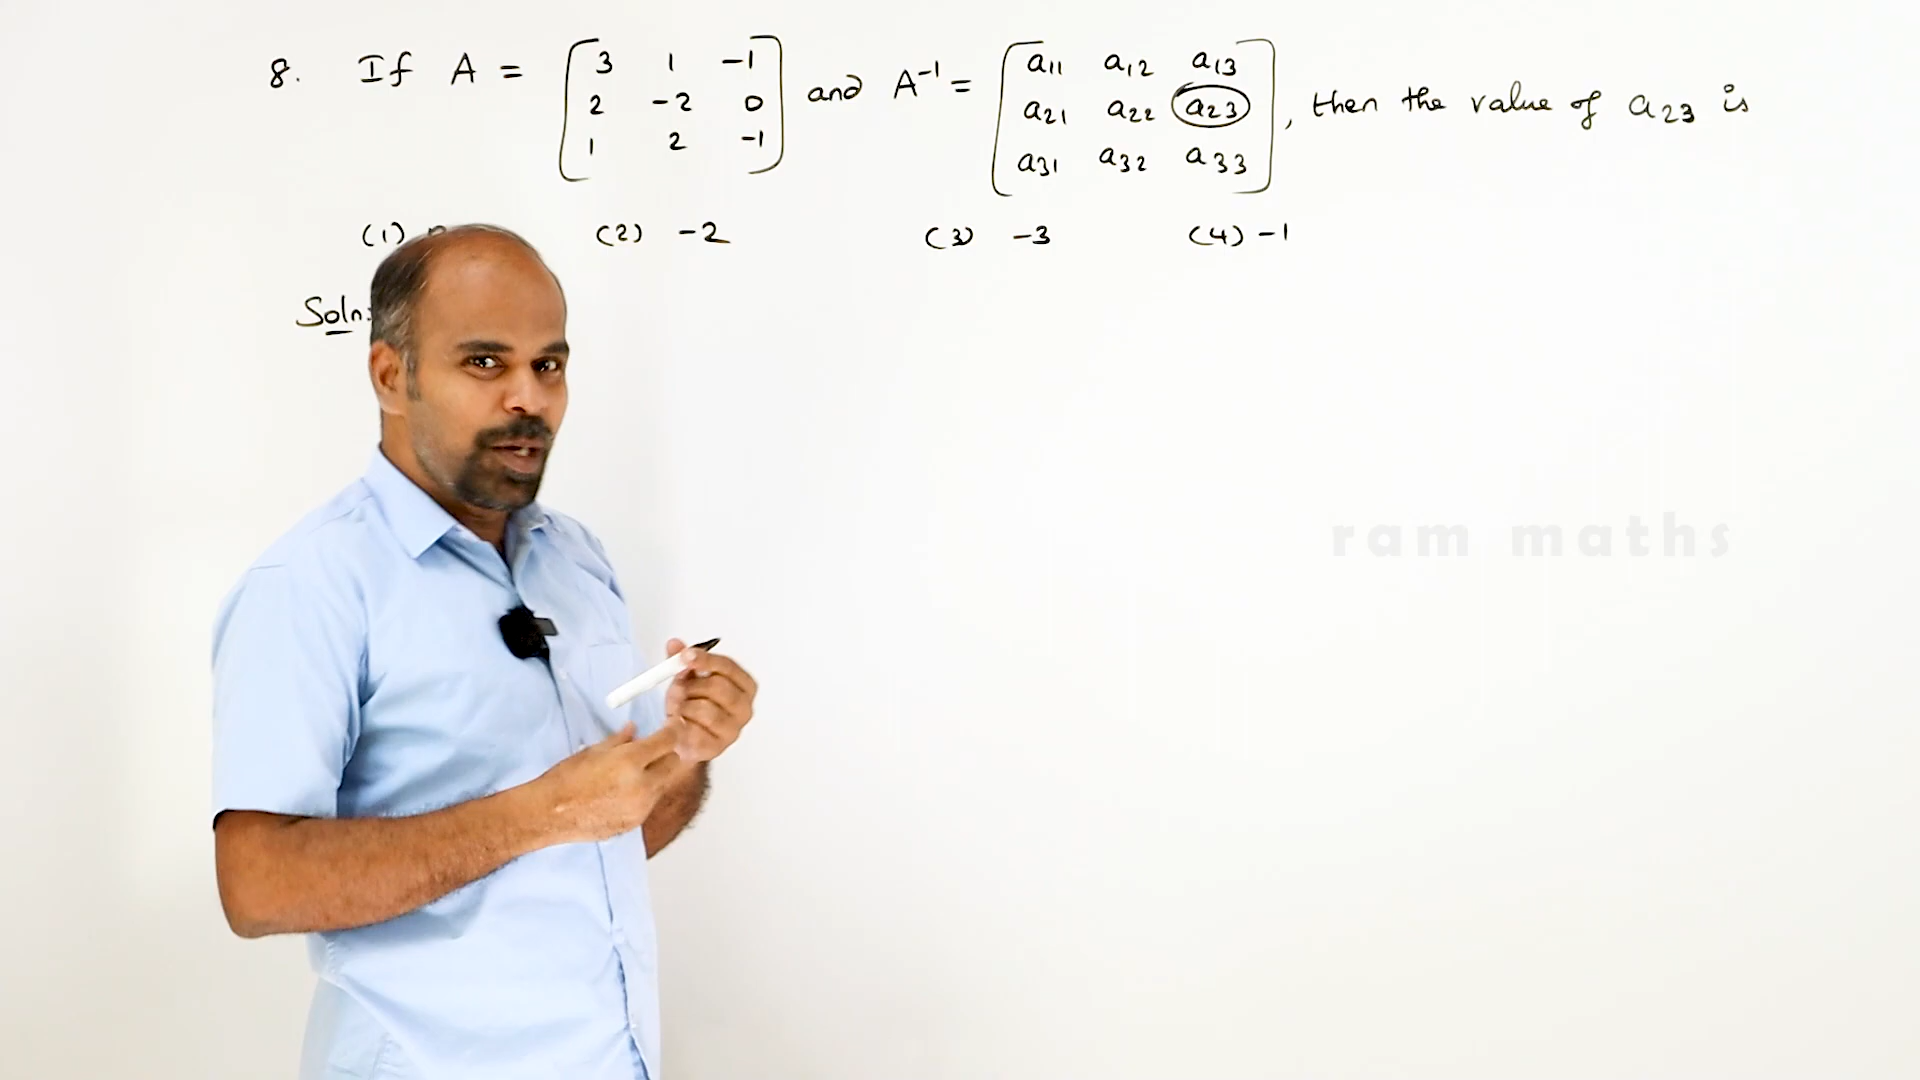 8. If A = [ 3 1 -1 ] and A⁻¹ = [ a11 a12 a13 ], then the value of a23 is
[ 2 -2 0 ] [ a21 a22 a23 ]
[ 1 2 -1 ] [ a31 a32 a33 ]
(1) (2) -2 (3) -3 (4) -1
Soln:
ram maths